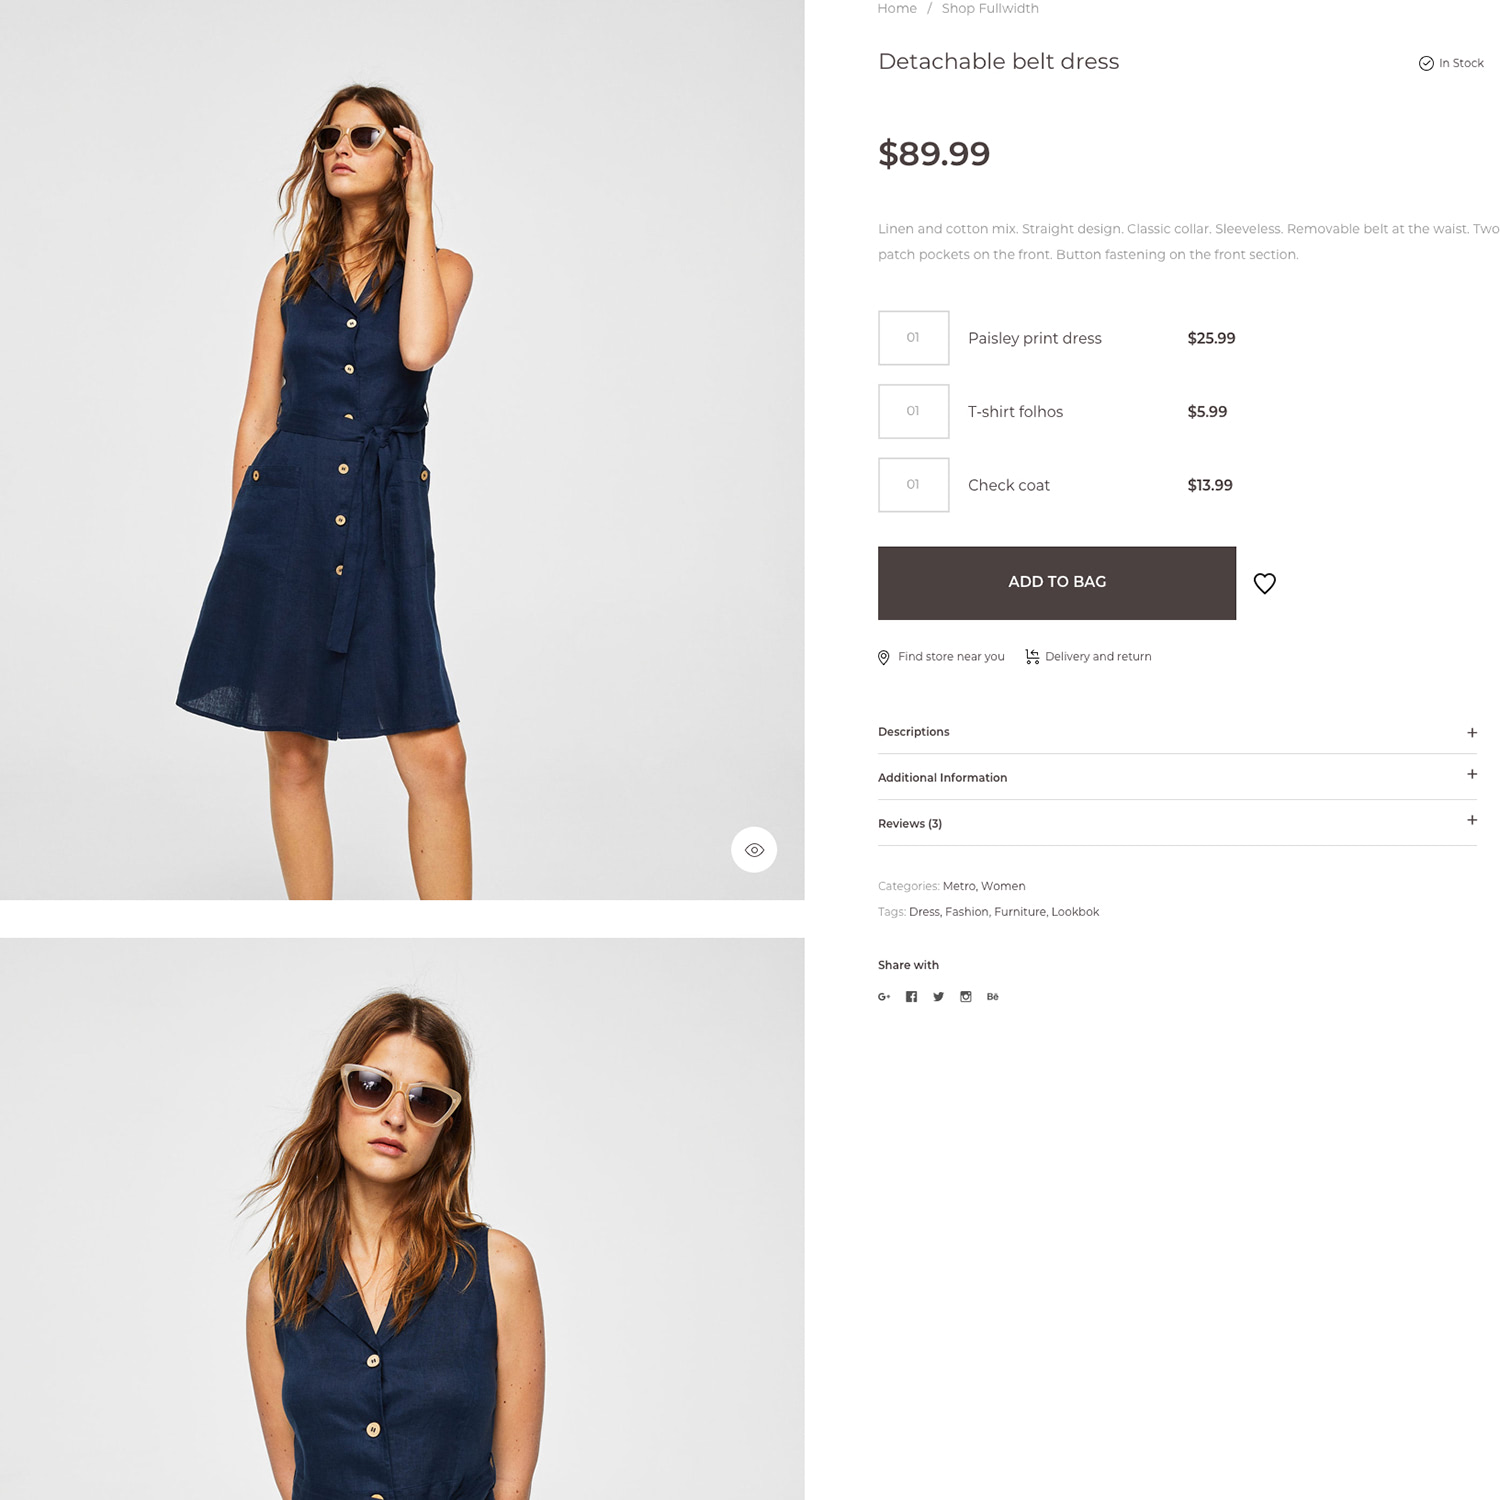 Home / Shop Fullwidth
Detachable belt dress
In Stock
$89.99
Linen and cotton mix. Straight design. Classic collar. Sleeveless. Removable belt at the waist. Two
patch pockets on the front. Button fastening on the front section.
01 Paisley print dress $25.99
01 T-shirt folhos $5.99
01 Check coat $13.99
ADD TO BAG
Find store near you Delivery and return
Descriptions +
Additional Information +
Reviews (3) +
Categories: Metro, Women
Tags: Dress, Fashion, Furniture, Lookbok
Share with
G+ Bē